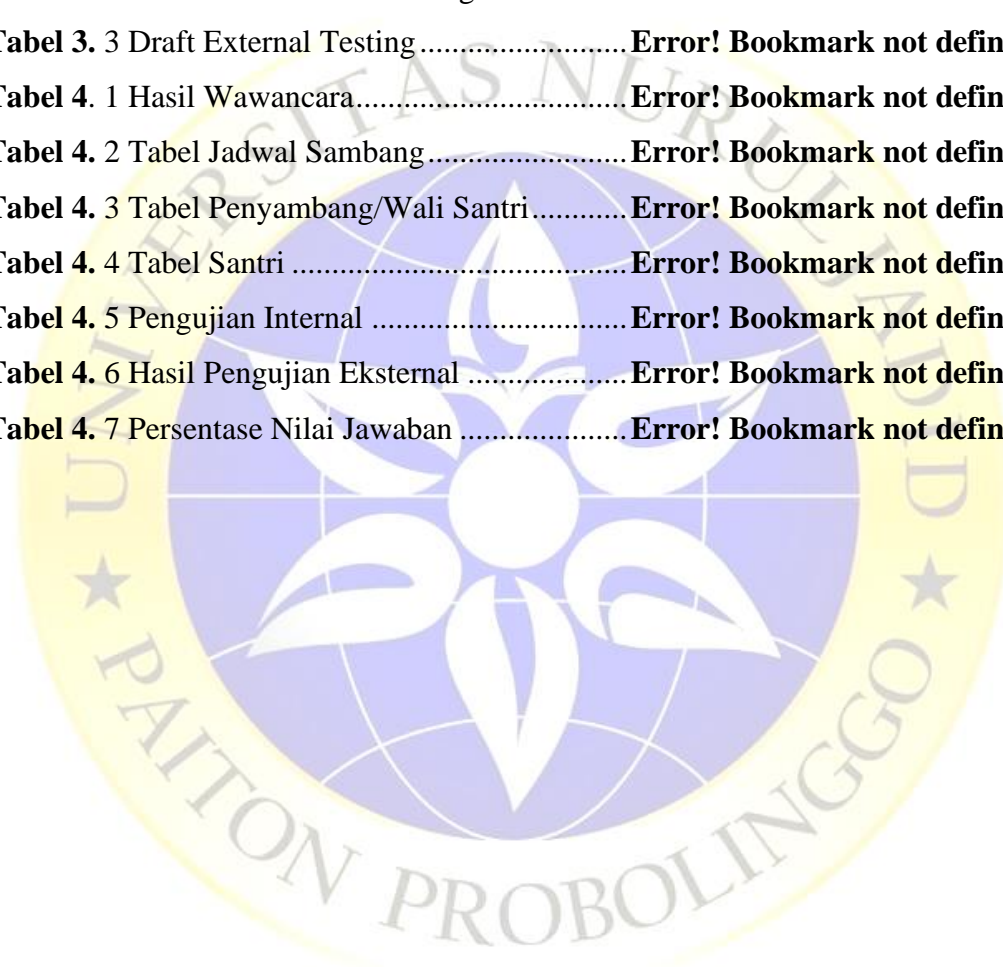 Tabel 3. 3 Draft External Testing.......................Error! Bookmark not defin
Tabel 4. 1 Hasil Wawancara..............................Error! Bookmark not defin
Tabel 4. 2 Tabel Jadwal Sambang......................Error! Bookmark not defin
Tabel 4. 3 Tabel Penyambang/Wali Santri............Error! Bookmark not defin
Tabel 4. 4 Tabel Santri .....................................Error! Bookmark not defin
Tabel 4. 5 Pengujian Internal ............................Error! Bookmark not defin
Tabel 4. 6 Hasil Pengujian Eksternal ...................Error! Bookmark not defin
Tabel 4. 7 Persentase Nilai Jawaban ....................Error! Bookmark not defin
UNIVERSITAS NURUL JADID
PAITON PROBOLINGGO